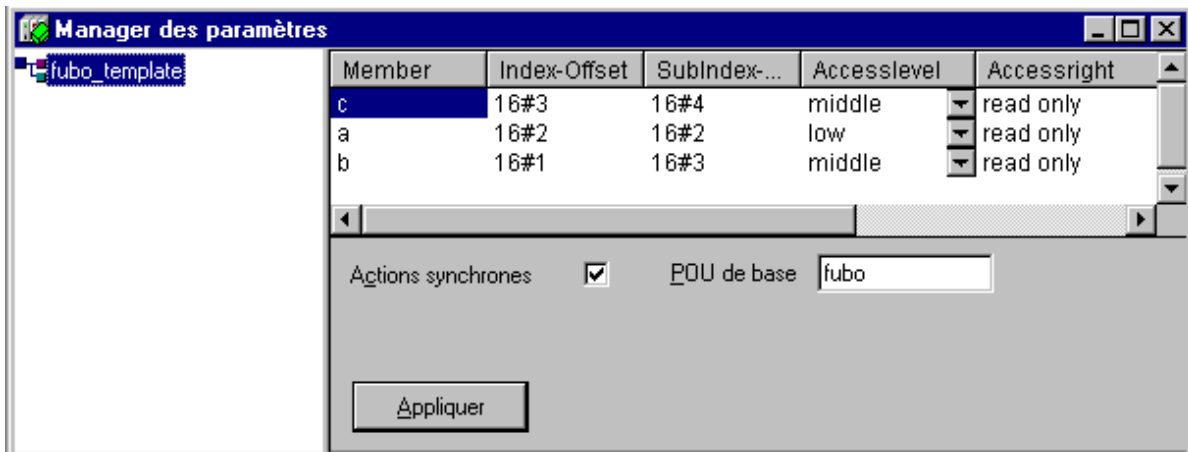 Manager des paramètres
fubo_template
Member Index-Offset SubIndex-... Accesslevel Accessright
c 16#3 16#4 middle read only
a 16#2 16#2 low read only
b 16#1 16#3 middle read only
Actions synchrones POU de base fubo
Appliquer